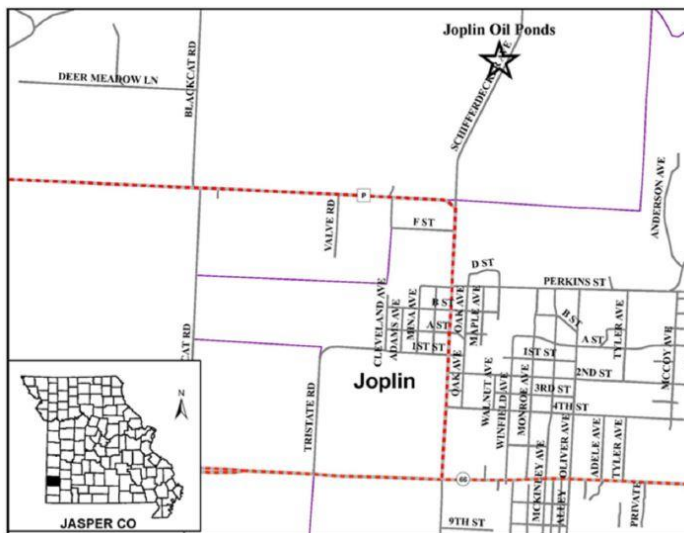 Joplin Oil Ponds
DEER MEADOW LN
BLACKCAT RD
SCHIFFERDECKER AVE
ANDERSON AVE
P
VALVE RD
F ST
D ST
PERKINS ST
CLEVELAND AVE
ADAMS AVE
MINA AVE
B ST
OAK AVE
MAPLE AVE
B ST
A ST
A ST
TYLER AVE
1ST ST
1ST ST
CAT RD
Joplin
OAK AVE
WALNUT AVE
WINFIELD AVE
MONROE AVE
2ND ST
MCCOY AVE
3RD ST
4TH ST
TRISTATE RD
N
MCKINLEY AVE
ALLEY
OLIVER AVE
ADELE AVE
TYLER AVE
PRIVATE
9TH ST
JASPER CO